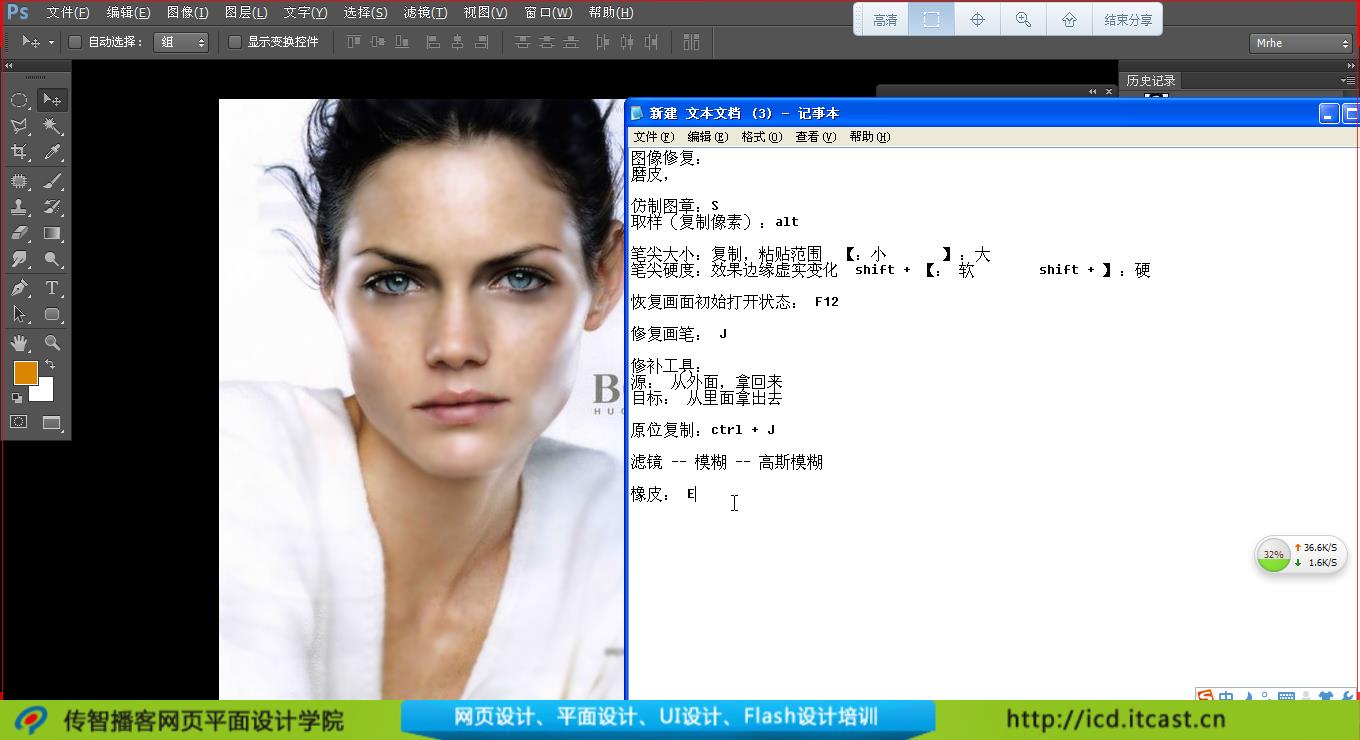 Ps 文件(F) 编辑(E) 图像(I) 图层(L) 文字(Y) 选择(S) 滤镜(T) 视图(V) 窗口(W) 帮助(H)
高清 结束分享
自动选择： 组 显示变换控件
Mrhe
历史记录
新建 文本文档 (3) - 记事本
文件(F) 编辑(E) 格式(O) 查看(V) 帮助(H)
图像修复：
磨皮，
仿制图章：S
取样（复制像素）：alt
笔尖大小：复制，粘贴范围 【：小 】：大
笔尖硬度：效果边缘虚实变化 shift + 【： 软 shift + 】：硬
恢复画面初始打开状态： F12
修复画笔： J
修补工具：
源： 从外面，拿回来
目标： 从里面拿出去
原位复制：ctrl + J
滤镜 -- 模糊 -- 高斯模糊
橡皮： E
B
HUG
32% 36.6K/S
1.6K/S
中
传智播客网页平面设计学院
网页设计、平面设计、UI设计、Flash设计培训
http://icd.itcast.cn